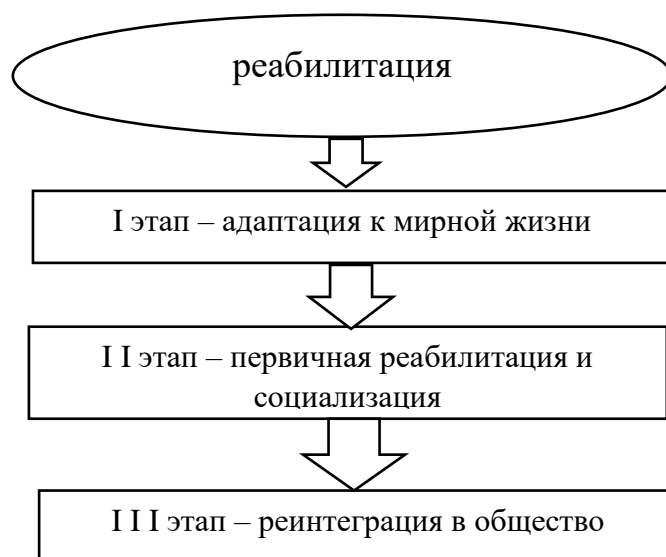 реабилитация
I этап – адаптация к мирной жизни
I I этап – первичная реабилитация и
социализация
I I I этап – реинтеграция в общество